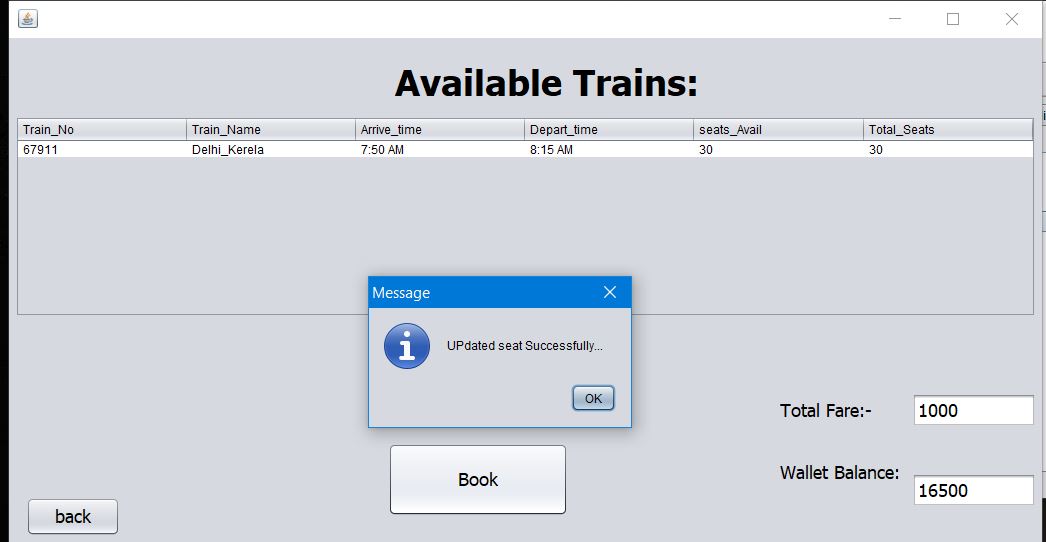 Available Trains:
Train_No Train_Name Arrive_time Depart_time seats_Avail Total_Seats
67911 Delhi_Kerela 7:50 AM 8:15 AM 30 30
Message
UPdated seat Successfully...
OK
Total Fare:- 1000
Book
Wallet Balance: 16500
back